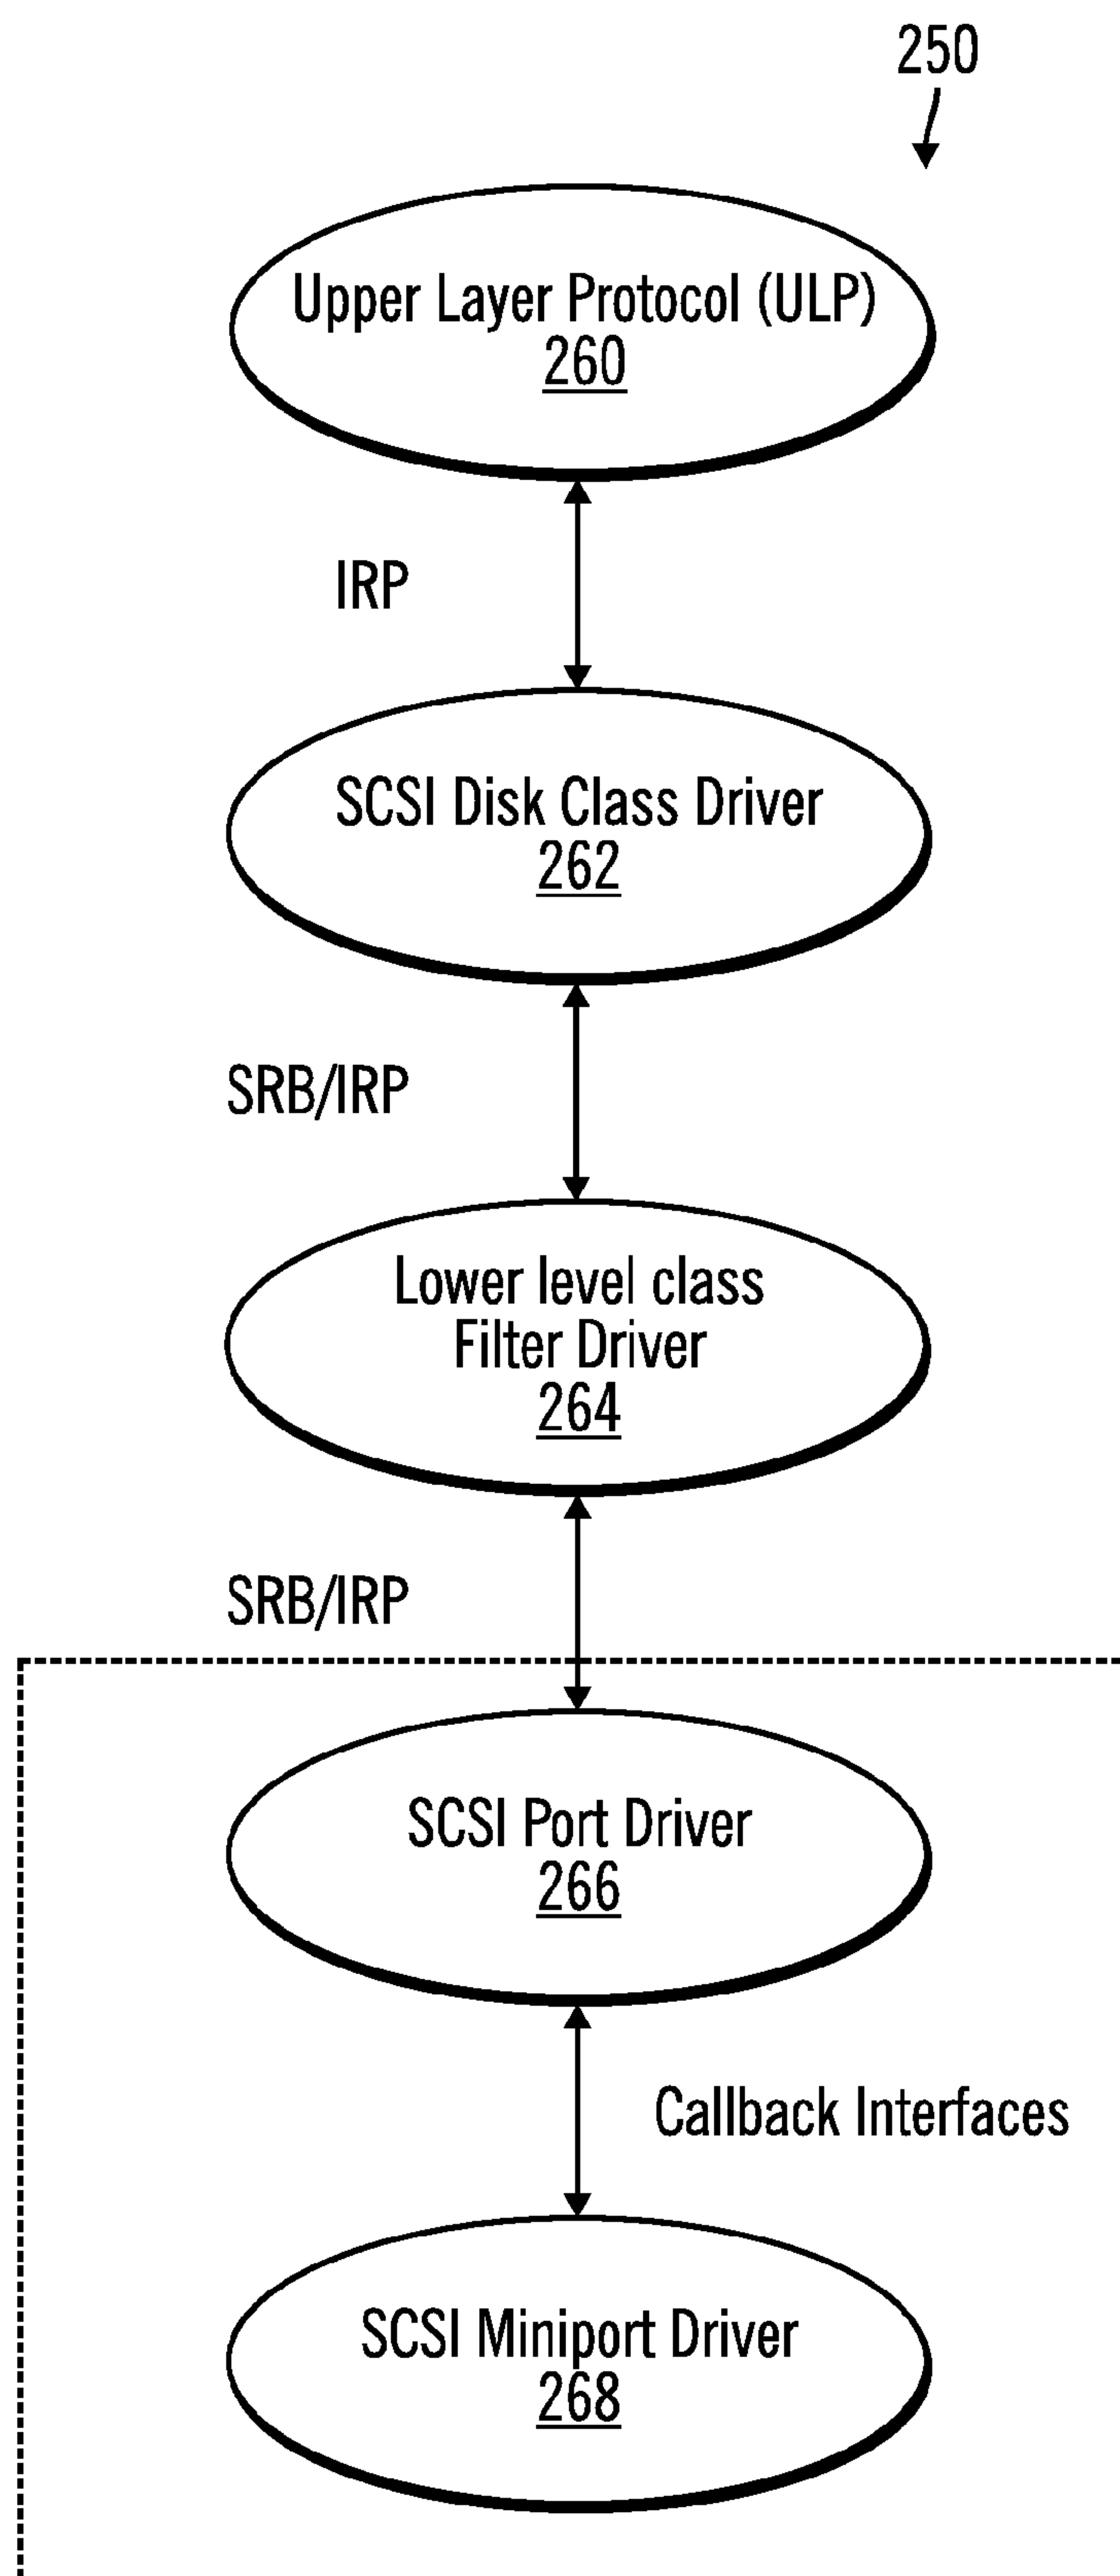 250
Upper Layer Protocol (ULP)
260
IRP
SCSI Disk Class Driver
262
SRB/IRP
Lower level class
Filter Driver
264
SRB/IRP
SCSI Port Driver
266
Callback Interfaces
SCSI Miniport Driver
268